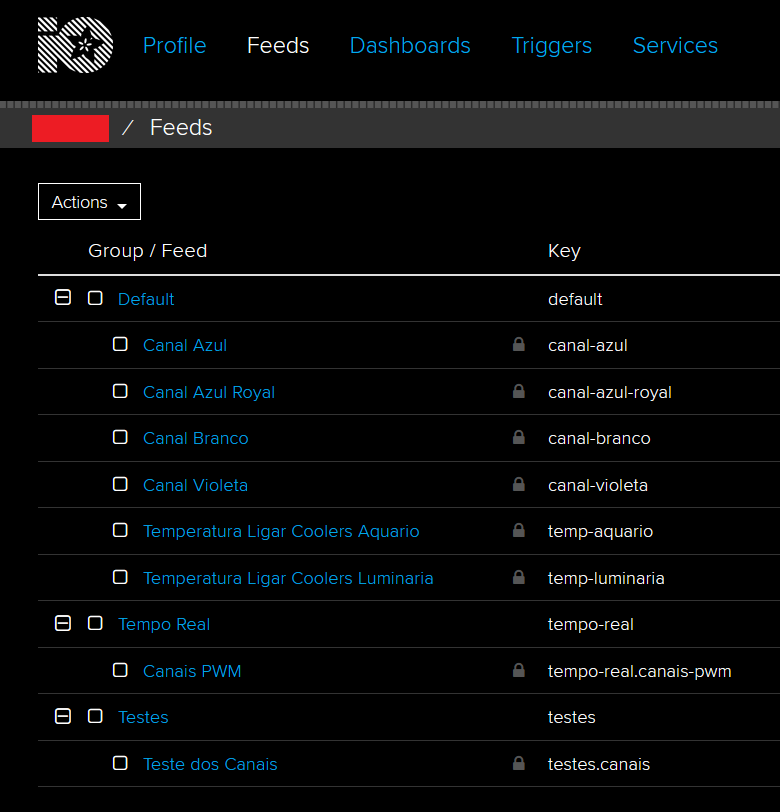 Profile Feeds Dashboards Triggers Services
/ Feeds
Actions
Group / Feed Key
Default default
Canal Azul canal-azul
Canal Azul Royal canal-azul-royal
Canal Branco canal-branco
Canal Violeta canal-violeta
Temperatura Ligar Coolers Aquario temp-aquario
Temperatura Ligar Coolers Luminaria temp-luminaria
Tempo Real tempo-real
Canais PWM tempo-real.canais-pwm
Testes testes
Teste dos Canais testes.canais